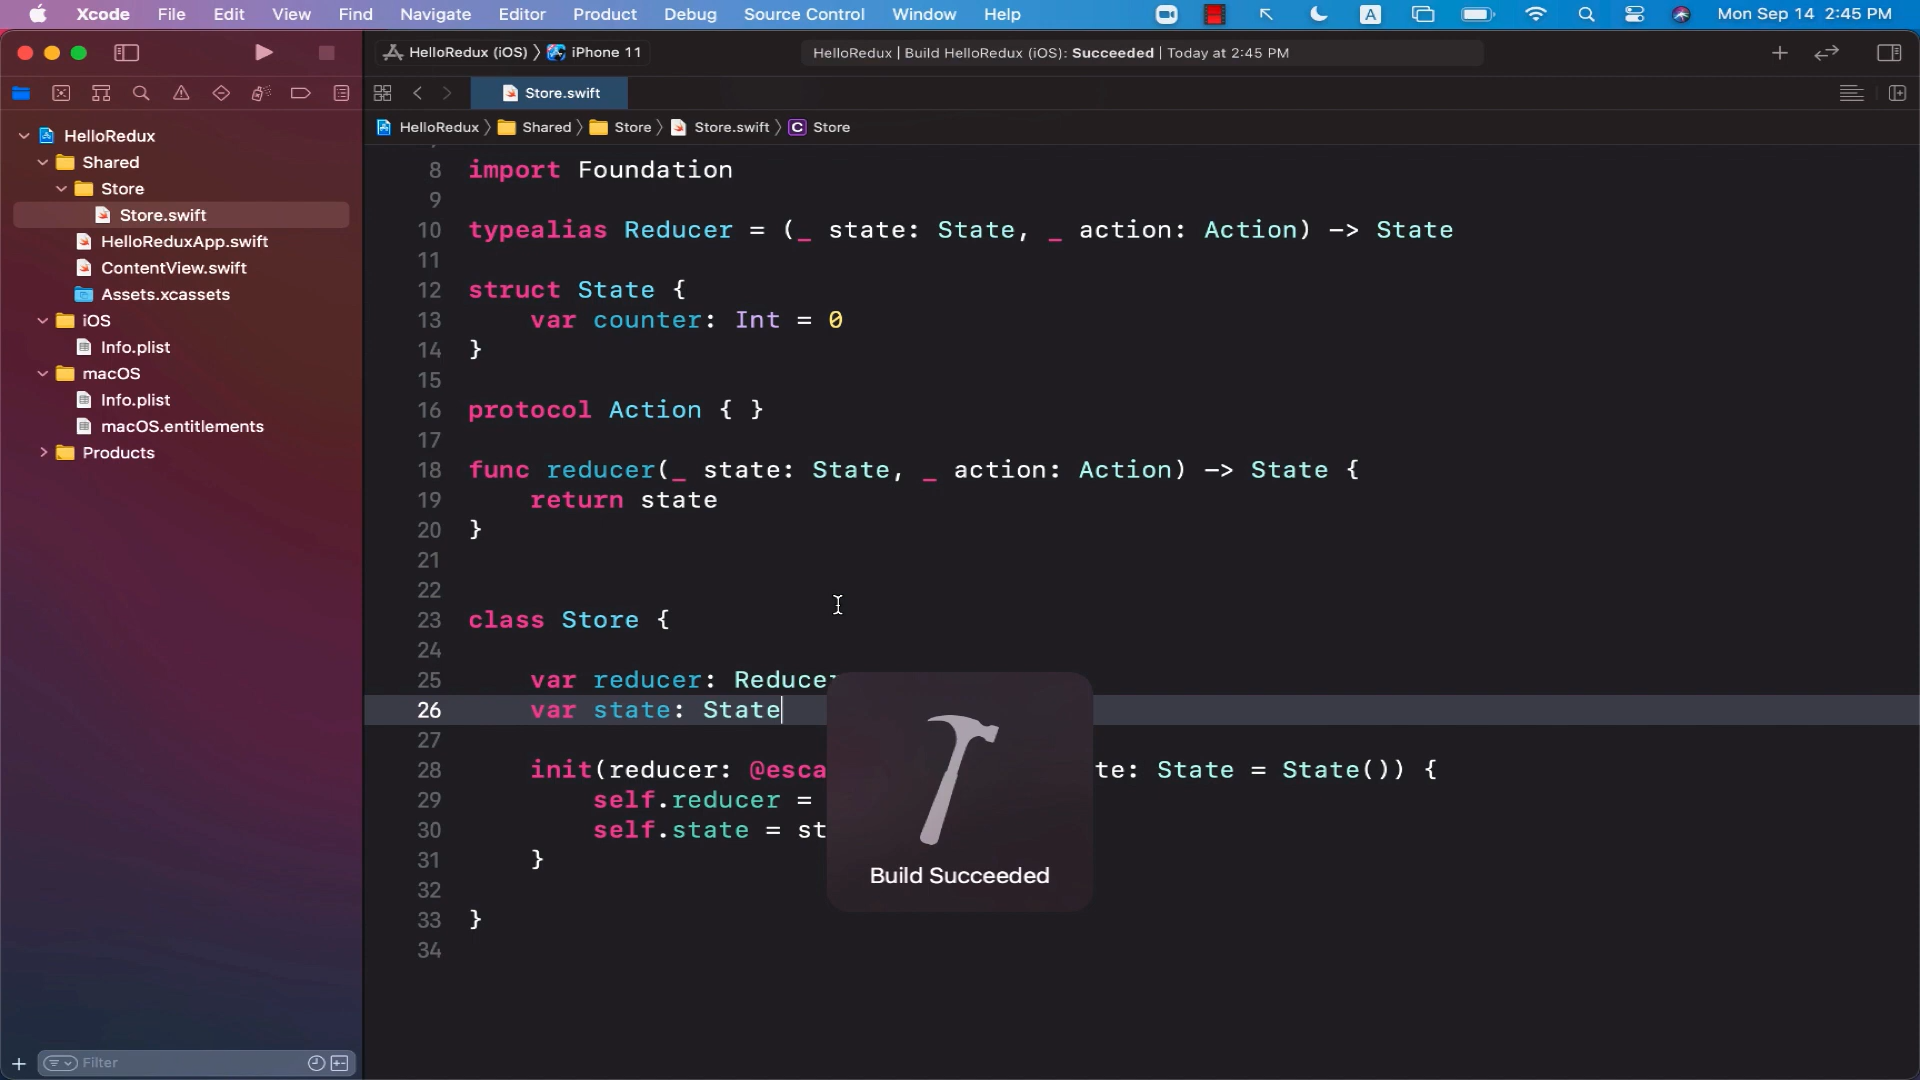 Xcode File Edit View Find Navigate Editor Product Debug Source Control Window Help A Mon Sep 14 2:45 PM
HelloRedux (iOS) 〉 iPhone 11 HelloRedux | Build HelloRedux (iOS): Succeeded | Today at 2:45 PM
Store.swift
HelloRedux 〉 Shared 〉 Store 〉 Store.swift 〉 C Store
HelloRedux
Shared
Store
Store.swift
HelloReduxApp.swift
ContentView.swift
Assets.xcassets
iOS
Info.plist
macOS
Info.plist
macOS.entitlements
Products
Filter
8 import Foundation
9
10 typealias Reducer = (_ state: State, _ action: Action) -> State
11
12 struct State {
13 var counter: Int = 0
14 }
15
16 protocol Action { }
17
18 func reducer(_ state: State, _ action: Action) -> State {
19 return state
20 }
21
22
23 class Store {
24
25 var reducer: Reducer
26 var state: State
27
28 init(reducer: @esca te: State = State()) {
29 self.reducer =
30 self.state = st
31 }
32
33 }
34
Build Succeeded